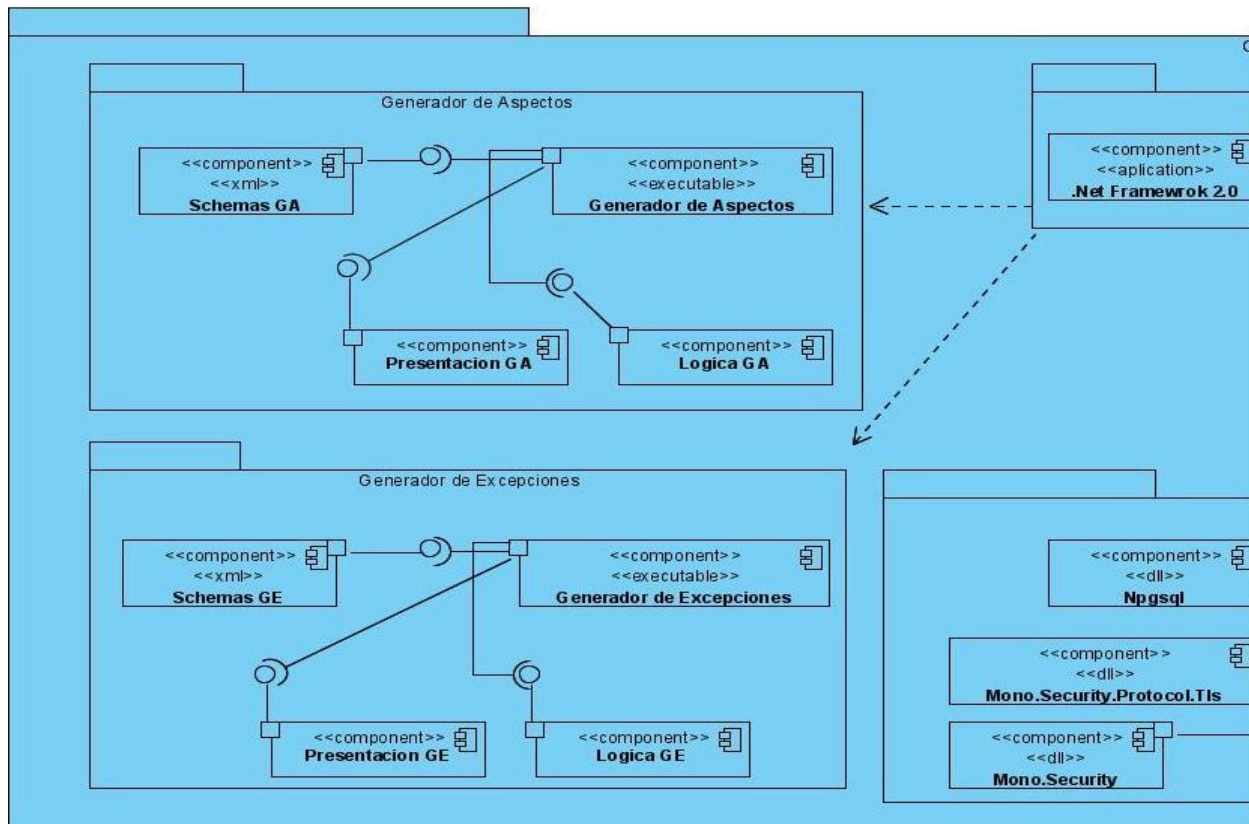 Generador de Aspectos
<<component>>
<<xml>>
Schemas GA
<<component>>
<<executable>>
Generador de Aspectos
<<component>>
<<aplication>>
.Net Framewrok 2.0
<<component>>
Presentacion GA
<<component>>
Logica GA
Generador de Excepciones
<<component>>
<<xml>>
Schemas GE
<<component>>
<<executable>>
Generador de Excepciones
<<component>>
<<dll>>
Npgsql
<<component>>
<<dll>>
Mono.Security.Protocol.Tls
<<component>>
Presentacion GE
<<component>>
Logica GE
<<component>>
<<dll>>
Mono.Security